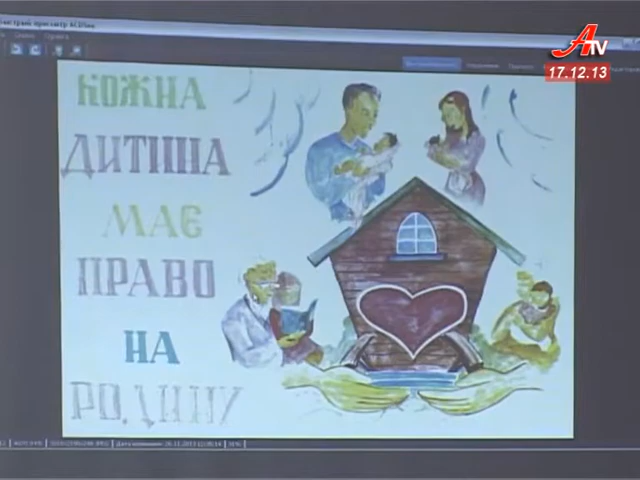 ATV
17.12.13
КОЖНА
ДИТИНА
МАЄ
ПРАВО
НА
РОДИНУ